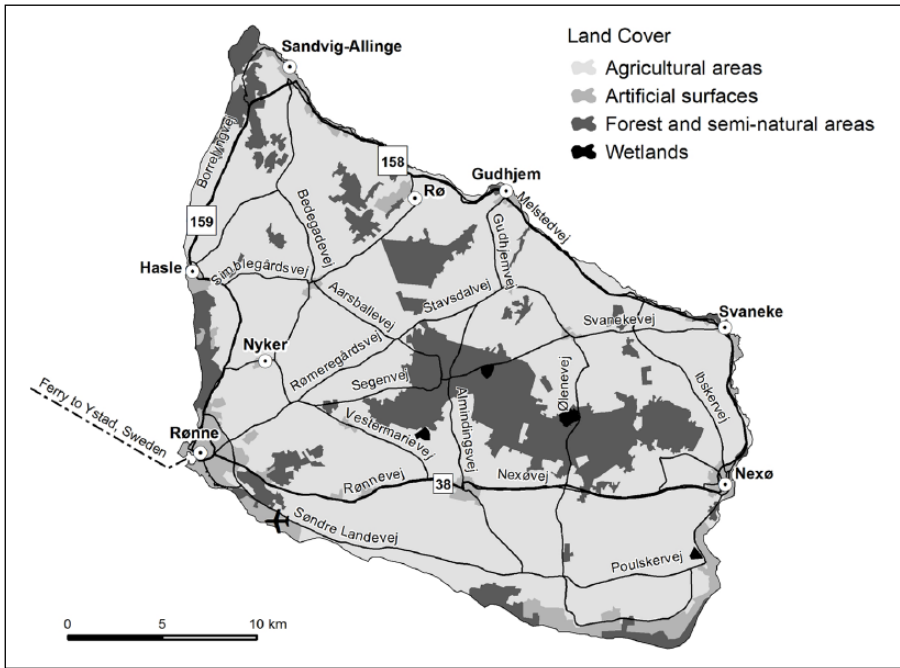 Sandvig-Allinge
Land Cover
Agricultural areas
Artificial surfaces
Forest and semi-natural areas
Wetlands
Borrelyngvej
158
Gudhjem
Rø
Melstedvej
159
Bedegadevej
Gudhjemvej
Hasle
Simblegårdsvej
Aarsballevej
Stavsdalvej
Svanekevej
Svaneke
Nyker
Rømeregårdsvej
Segenvej
Ølenevej
Ibskervej
Almindingsvej
Vestermarievej
Ferry to Ystad, Sweden
Rønne
Rønnevej
38
Nexøvej
Nexø
Søndre Landevej
Poulskervej
0 5 10 km